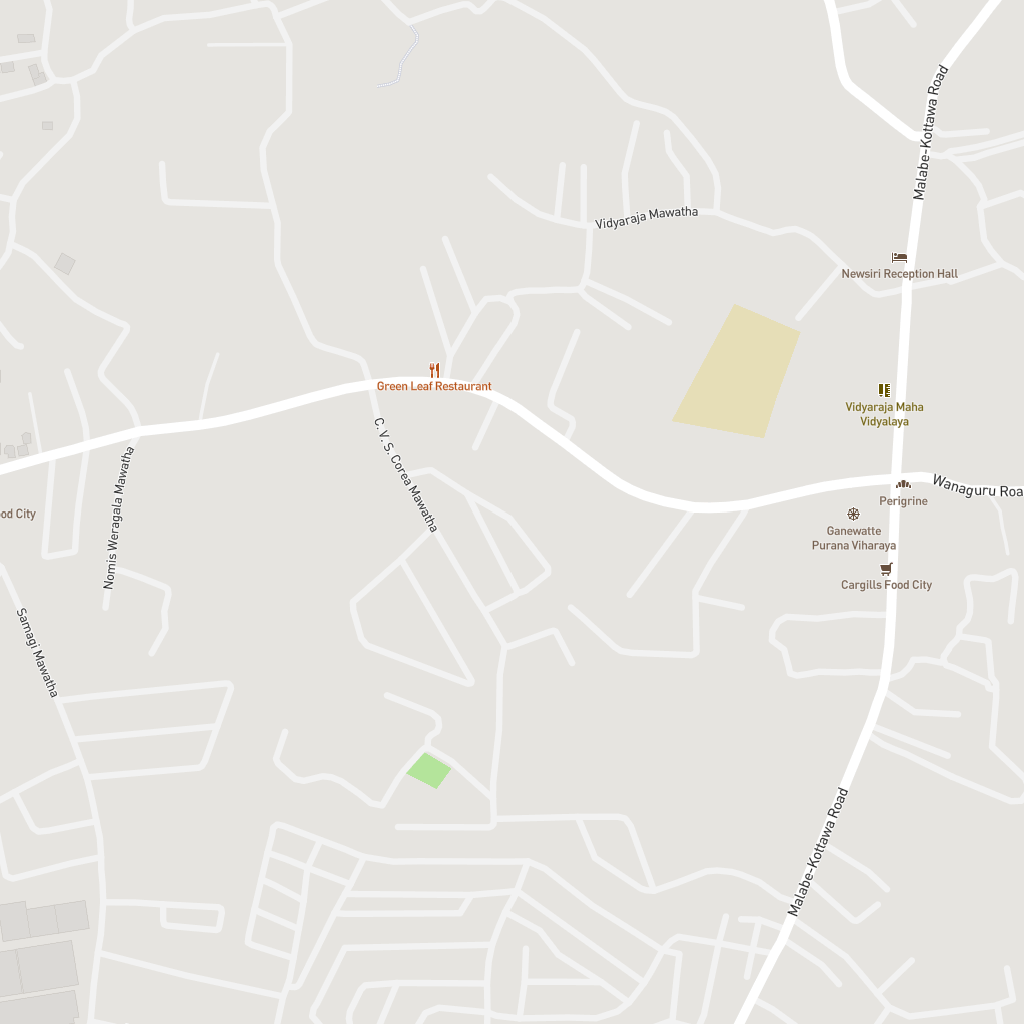 Malabe-Kottawa Road
Vidyaraja Mawatha
Newsiri Reception Hall
Green Leaf Restaurant
Vidyaraja Maha
Vidyalaya
C. V. S. Corea Mawatha
Nomis Weragala Mawatha
Wanaguru Roa
Perigrine
ood City
Ganewatte
Purana Viharaya
Cargills Food City
Samagi Mawatha
Malabe-Kottawa Road